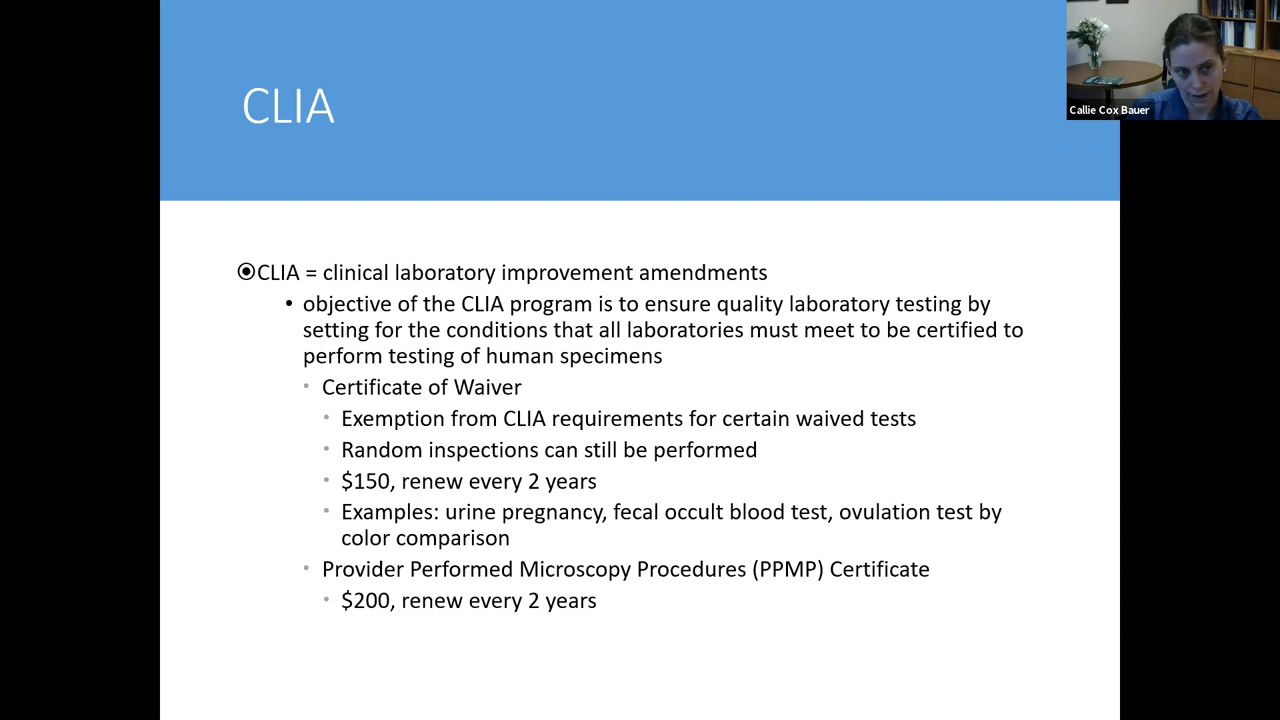 CLIA
Callie Cox Bauer
CLIA = clinical laboratory improvement amendments
• objective of the CLIA program is to ensure quality laboratory testing by
setting for the conditions that all laboratories must meet to be certified to
perform testing of human specimens
• Certificate of Waiver
• Exemption from CLIA requirements for certain waived tests
• Random inspections can still be performed
• $150, renew every 2 years
• Examples: urine pregnancy, fecal occult blood test, ovulation test by
color comparison
• Provider Performed Microscopy Procedures (PPMP) Certificate
• $200, renew every 2 years